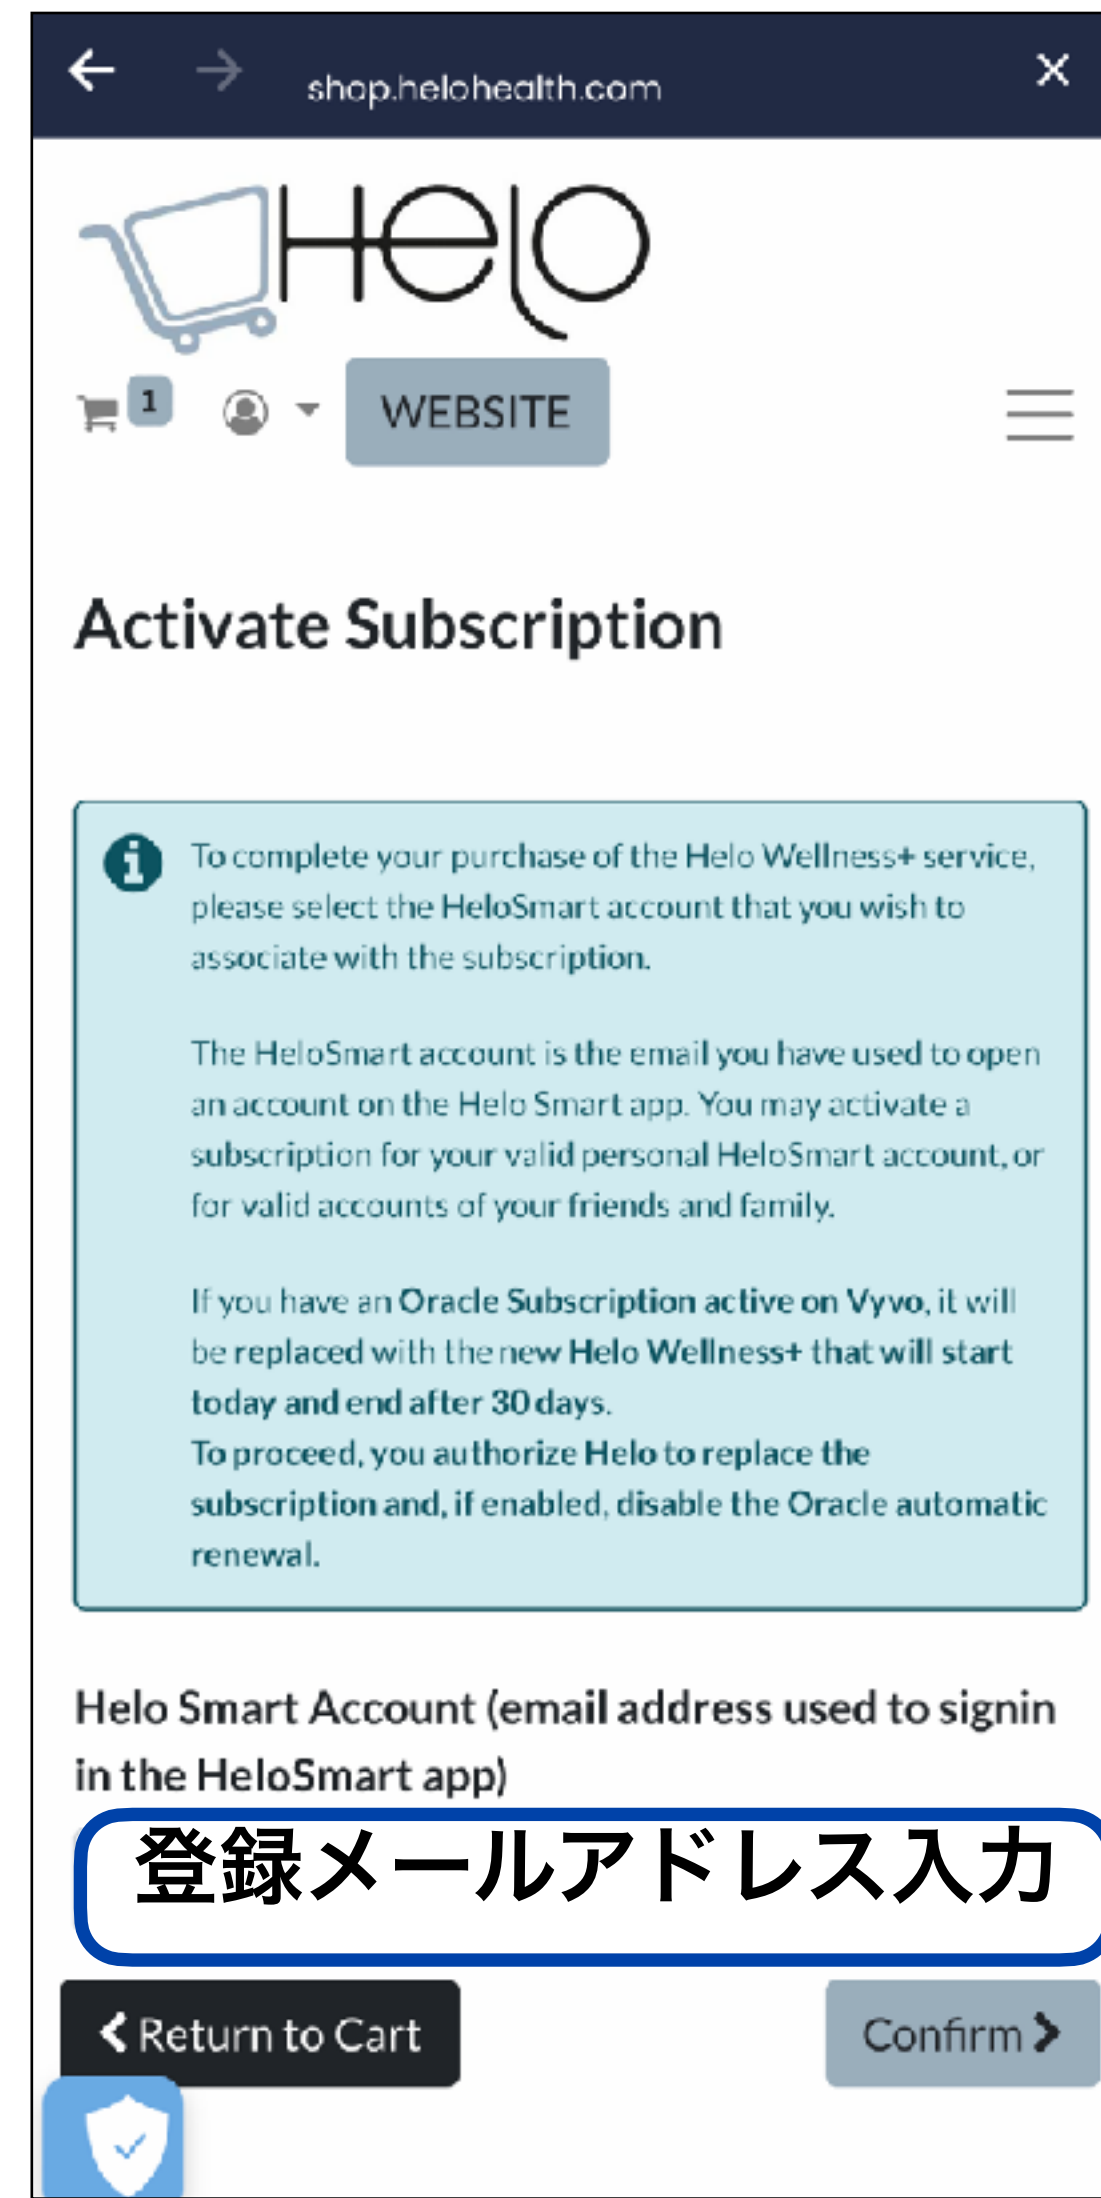 shop.helohealth.com
Helo
1
WEBSITE
Activate Subscription
To complete your purchase of the Helo Wellness+ service,
please select the HeloSmart account that you wish to
associate with the subscription.
The HeloSmart account is the email you have used to open
an account on the Helo Smart app. You may activate a
subscription for your valid personal HeloSmart account, or
for valid accounts of your friends and family.
If you have an Oracle Subscription active on Vyvo, it will
be replaced with the new Helo Wellness+ that will start
today and end after 30 days.
To proceed, you authorize Helo to replace the
subscription and, if enabled, disable the Oracle automatic
renewal.
Helo Smart Account (email address used to signin
in the HeloSmart app)
登録メールアドレス入力
Return to Cart
Confirm